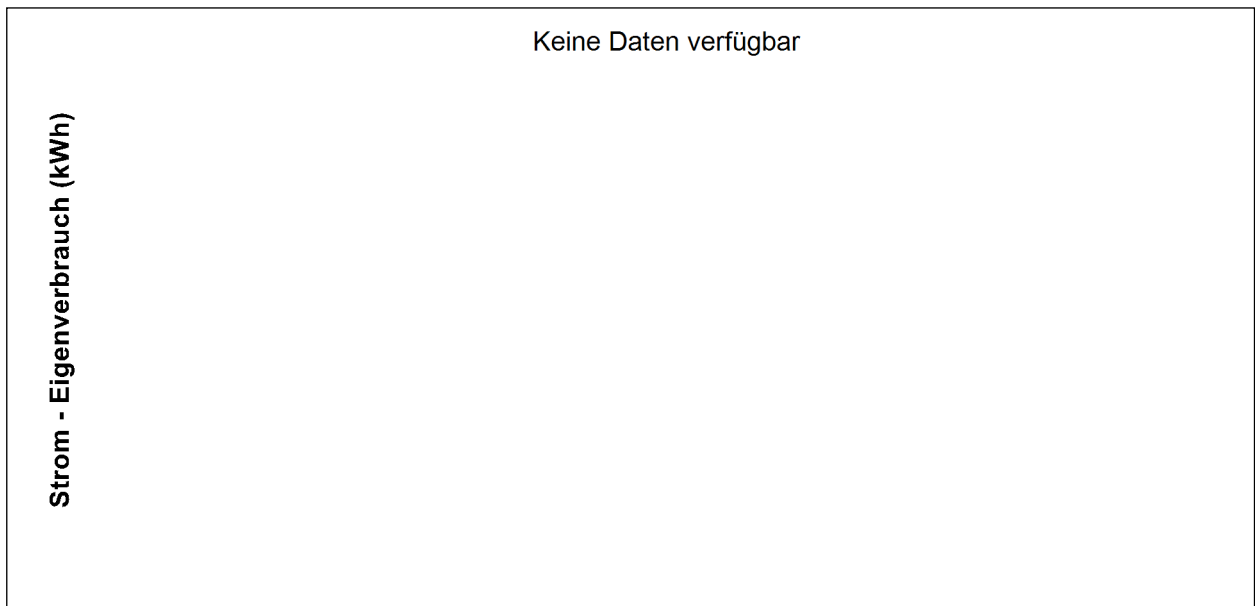 Keine Daten verfügbar
Strom - Eigenverbrauch (kWh)